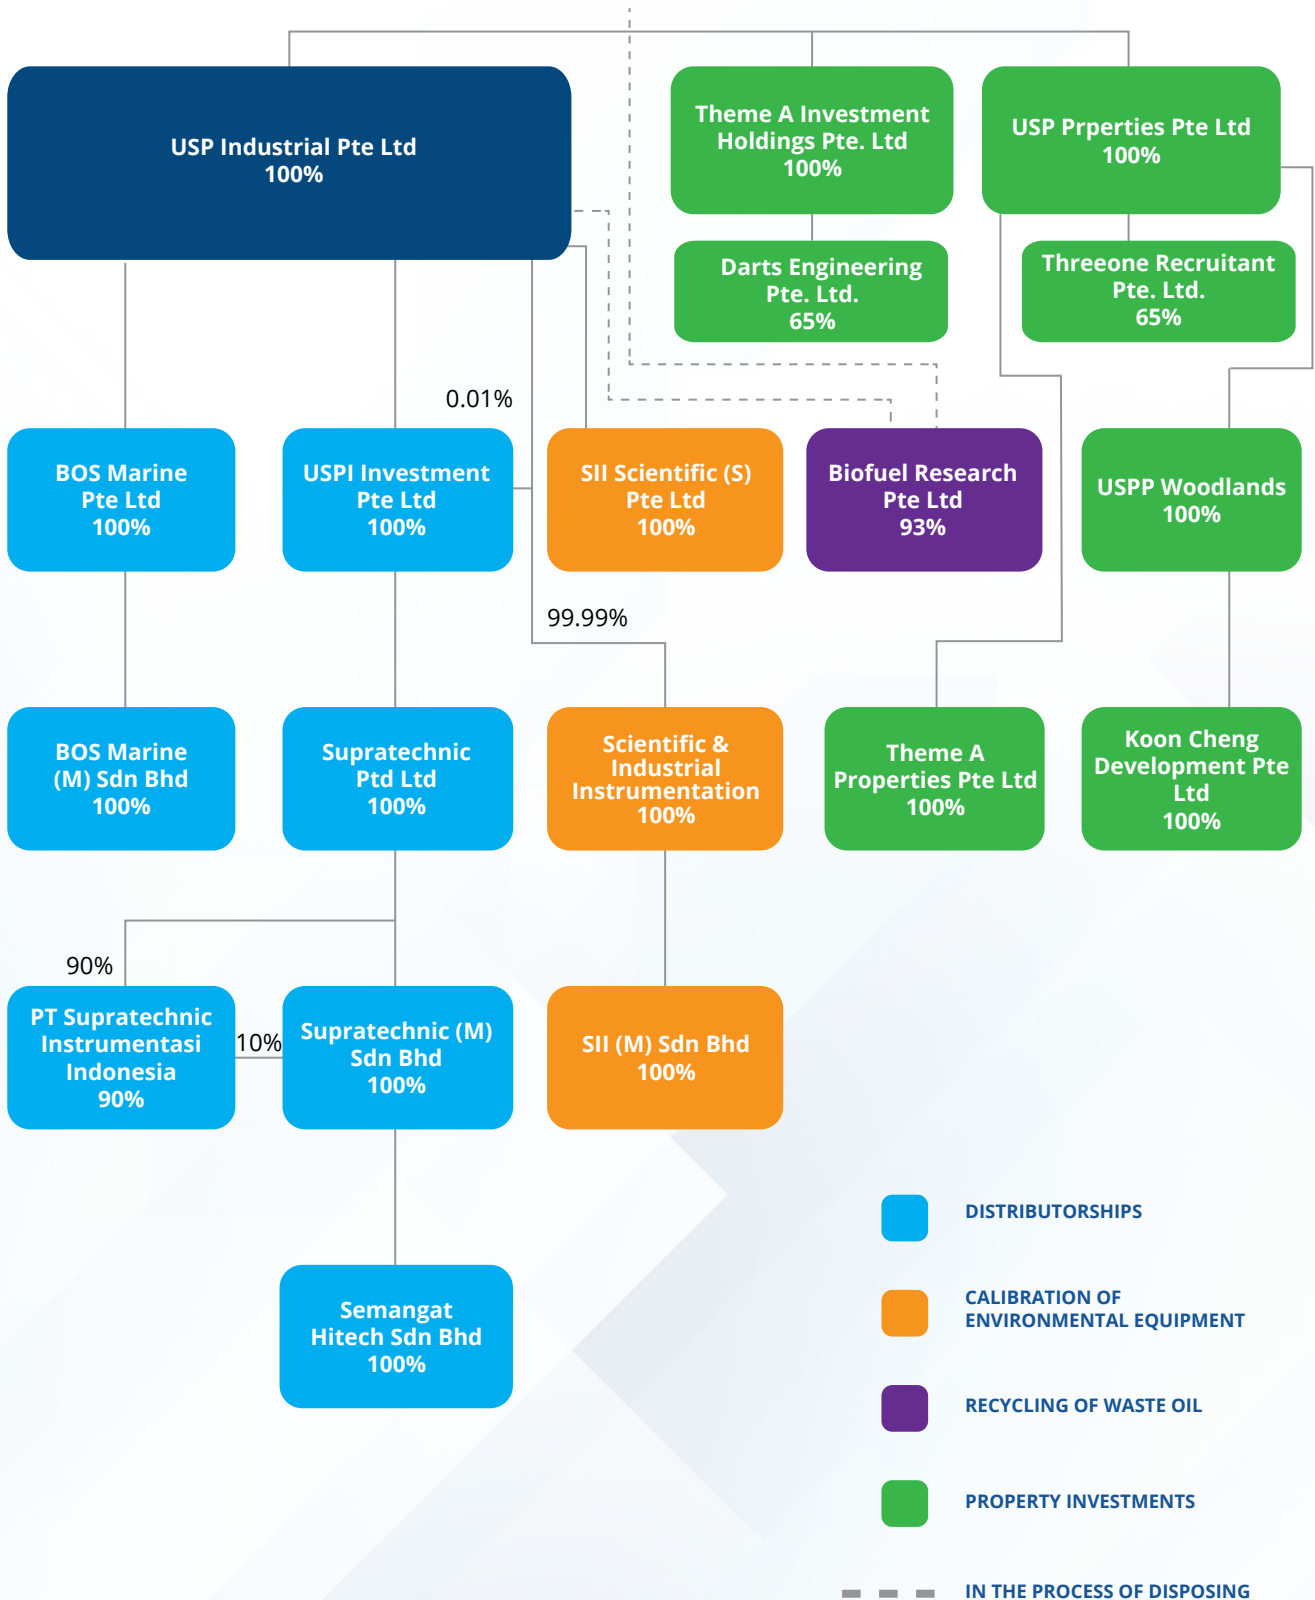 USP Industrial Pte Ltd
100%
Theme A Investment
Holdings Pte. Ltd
100%
USP Prperties Pte Ltd
100%
Darts Engineering
Pte. Ltd.
65%
Threeone Recruitant
Pte. Ltd.
65%
0.01%
BOS Marine
Pte Ltd
100%
USPI Investment
Pte Ltd
100%
SII Scientific (S)
Pte Ltd
100%
Biofuel Research
Pte Ltd
93%
USPP Woodlands
100%
99.99%
BOS Marine
(M) Sdn Bhd
100%
Supratechnic
Ptd Ltd
100%
Scientific &
Industrial
Instrumentation
100%
Theme A
Properties Pte Ltd
100%
Koon Cheng
Development Pte
Ltd
100%
90%
PT Supratechnic
Instrumentasi
Indonesia
90%
10%
Supratechnic (M)
Sdn Bhd
100%
SII (M) Sdn Bhd
100%
Semangat
Hitech Sdn Bhd
100%
DISTRIBUTORSHIPS
CALIBRATION OF
ENVIRONMENTAL EQUIPMENT
RECYCLING OF WASTE OIL
PROPERTY INVESTMENTS
IN THE PROCESS OF DISPOSING